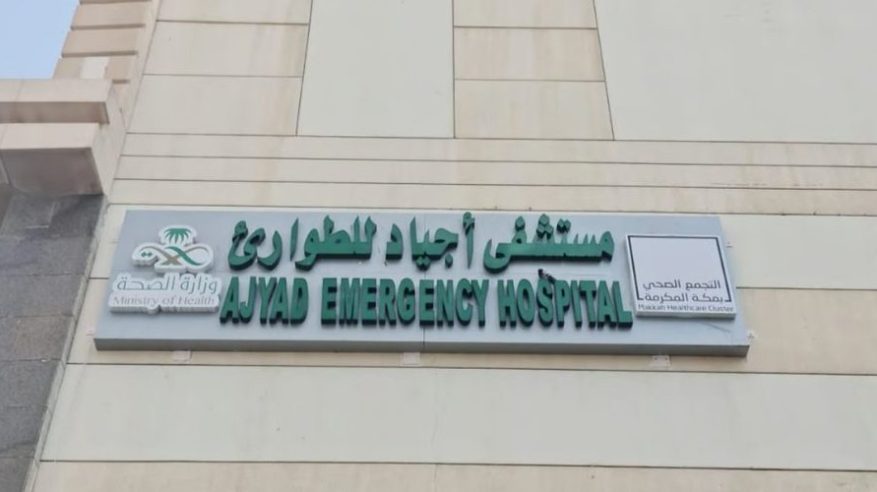 مستشفى أجياد للطوارئ
AJYAD EMERGENCY HOSPITAL
وزارة الصحة
Ministry of Health
التجمع الصحي
بمكة المكرمة
Makkah Healthcare Cluster